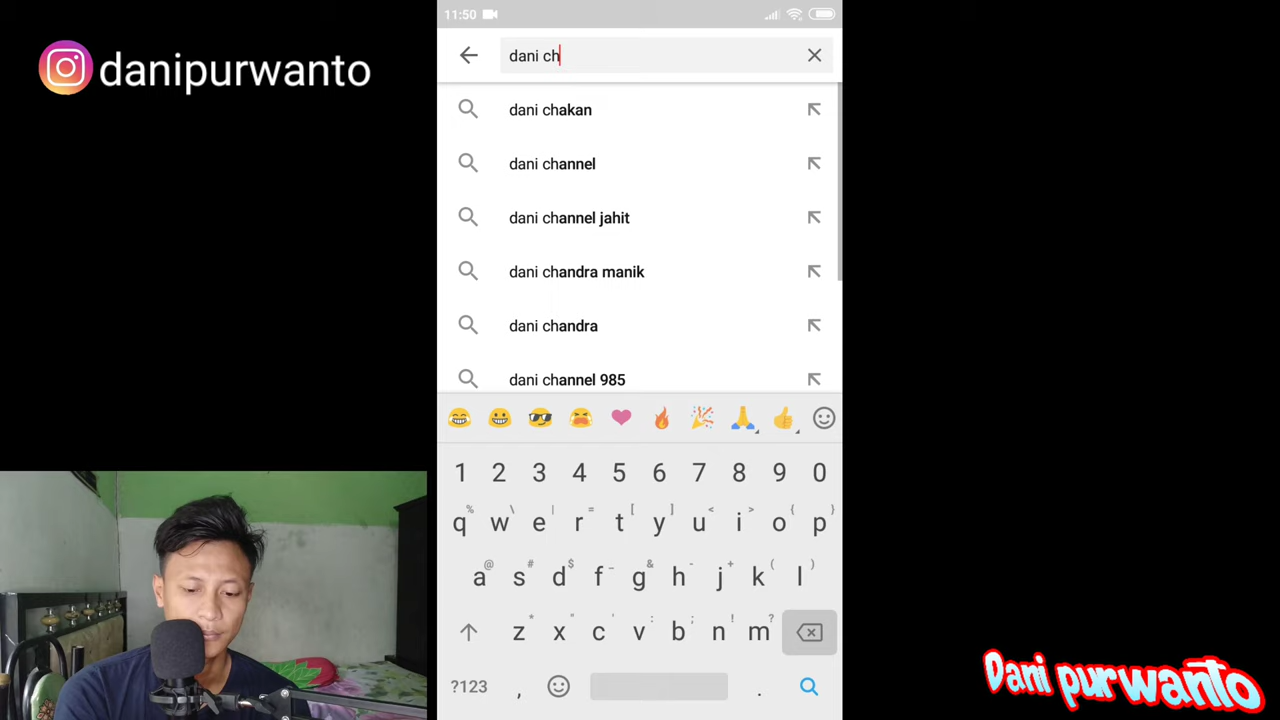 danipurwanto
11:50
dani ch
dani chakan
dani channel
dani channel jahit
dani chandra manik
dani chandra
dani channel 985
1 2 3 4 5 6 7 8 9 0
q w e r t y u i o p
% \ | = [ ] < > { }
a s d f g h j k l
@ # $ _ & - + ( )
z x c v b n m
* " ' : ; ! ?
?123 , .
Dani purwanto